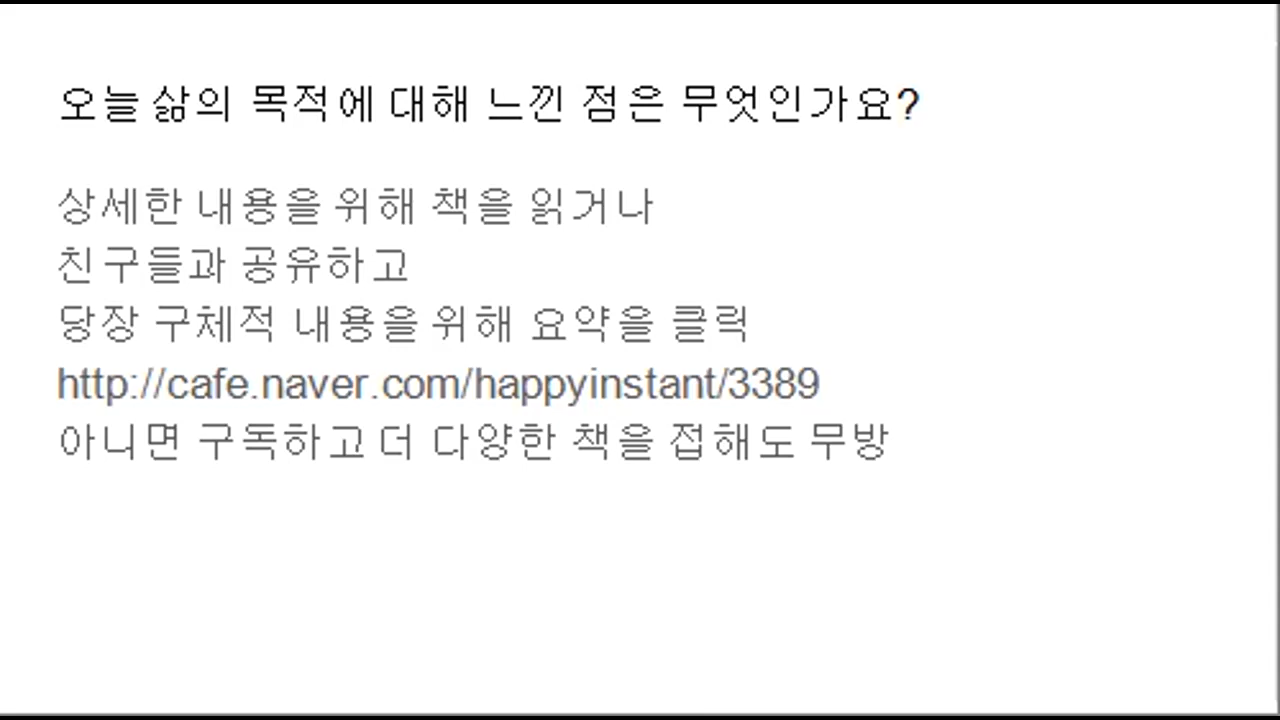 오늘 삶의 목적에 대해 느낀 점은 무엇인가요?
상세한 내용을 위해 책을 읽거나
친구들과 공유하고
당장 구체적 내용을 위해 요약을 클릭
http://cafe.naver.com/happyinstant/3389
아니면 구독하고 더 다양한 책을 접해도 무방